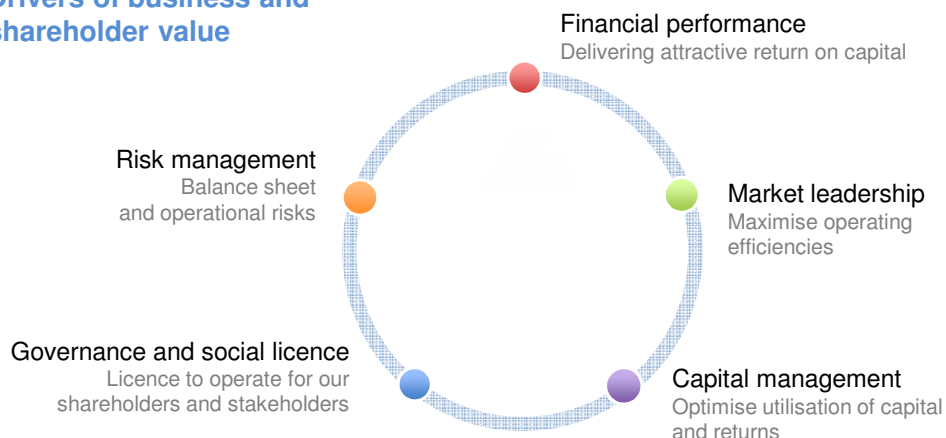 Drivers of business and
shareholder value
Financial performance
Delivering attractive return on capital
Risk management
Balance sheet
and operational risks
Market leadership
Maximise operating
efficiencies
Governance and social licence
Licence to operate for our
shareholders and stakeholders
Capital management
Optimise utilisation of capital
and returns